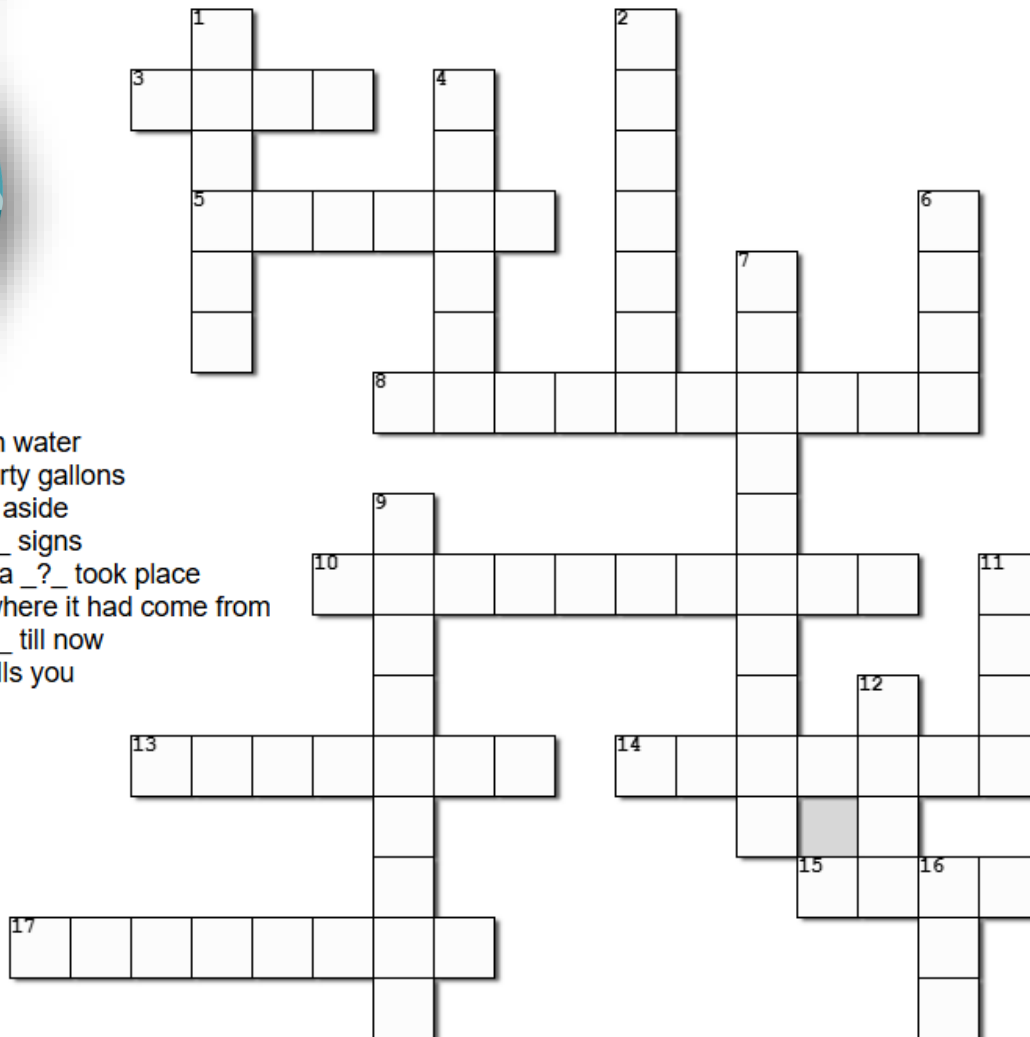 1 2
3 4
5 6
7
8
n water
rty gallons
9
aside
_ signs
10 11
a _?_ took place
where it had come from
_ till now
lls you
12
13 14
15 16
17